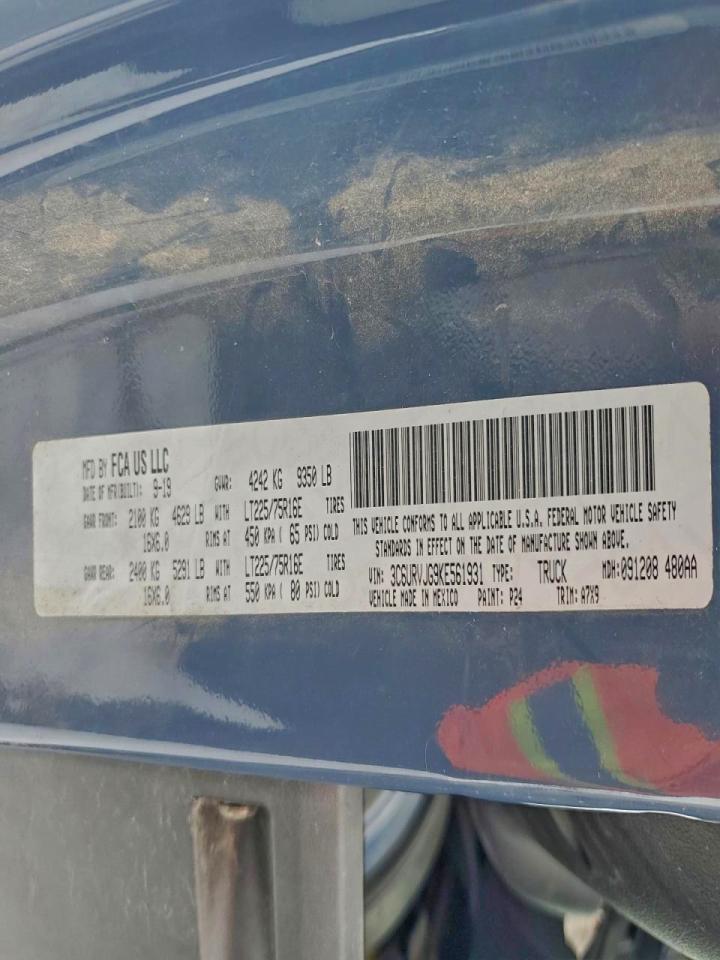 MFD BY FCA US LLC
DATE OF MFR(BUILT): 9-19 GVWR: 4242 KG 9350 LB
GAWR FRONT: 2100 KG 4629 LB WITH LT225/75R16E TIRES
16X6.0 RIMS AT 450 KPA ( 65 PSI) COLD
GAWR REAR: 2400 KG 5291 LB WITH LT225/75R16E TIRES
16X6.0 RIMS AT 550 KPA ( 80 PSI) COLD
THIS VEHICLE CONFORMS TO ALL APPLICABLE U.S.A. FEDERAL MOTOR VEHICLE SAFETY
STANDARDS IN EFFECT ON THE DATE OF MANUFACTURE SHOWN ABOVE.
VIN: 3C6URVJG9KE561931 TYPE: TRUCK MDH: 091208 480AA
VEHICLE MADE IN MEXICO PAINT: P24 TRIM: A7X9